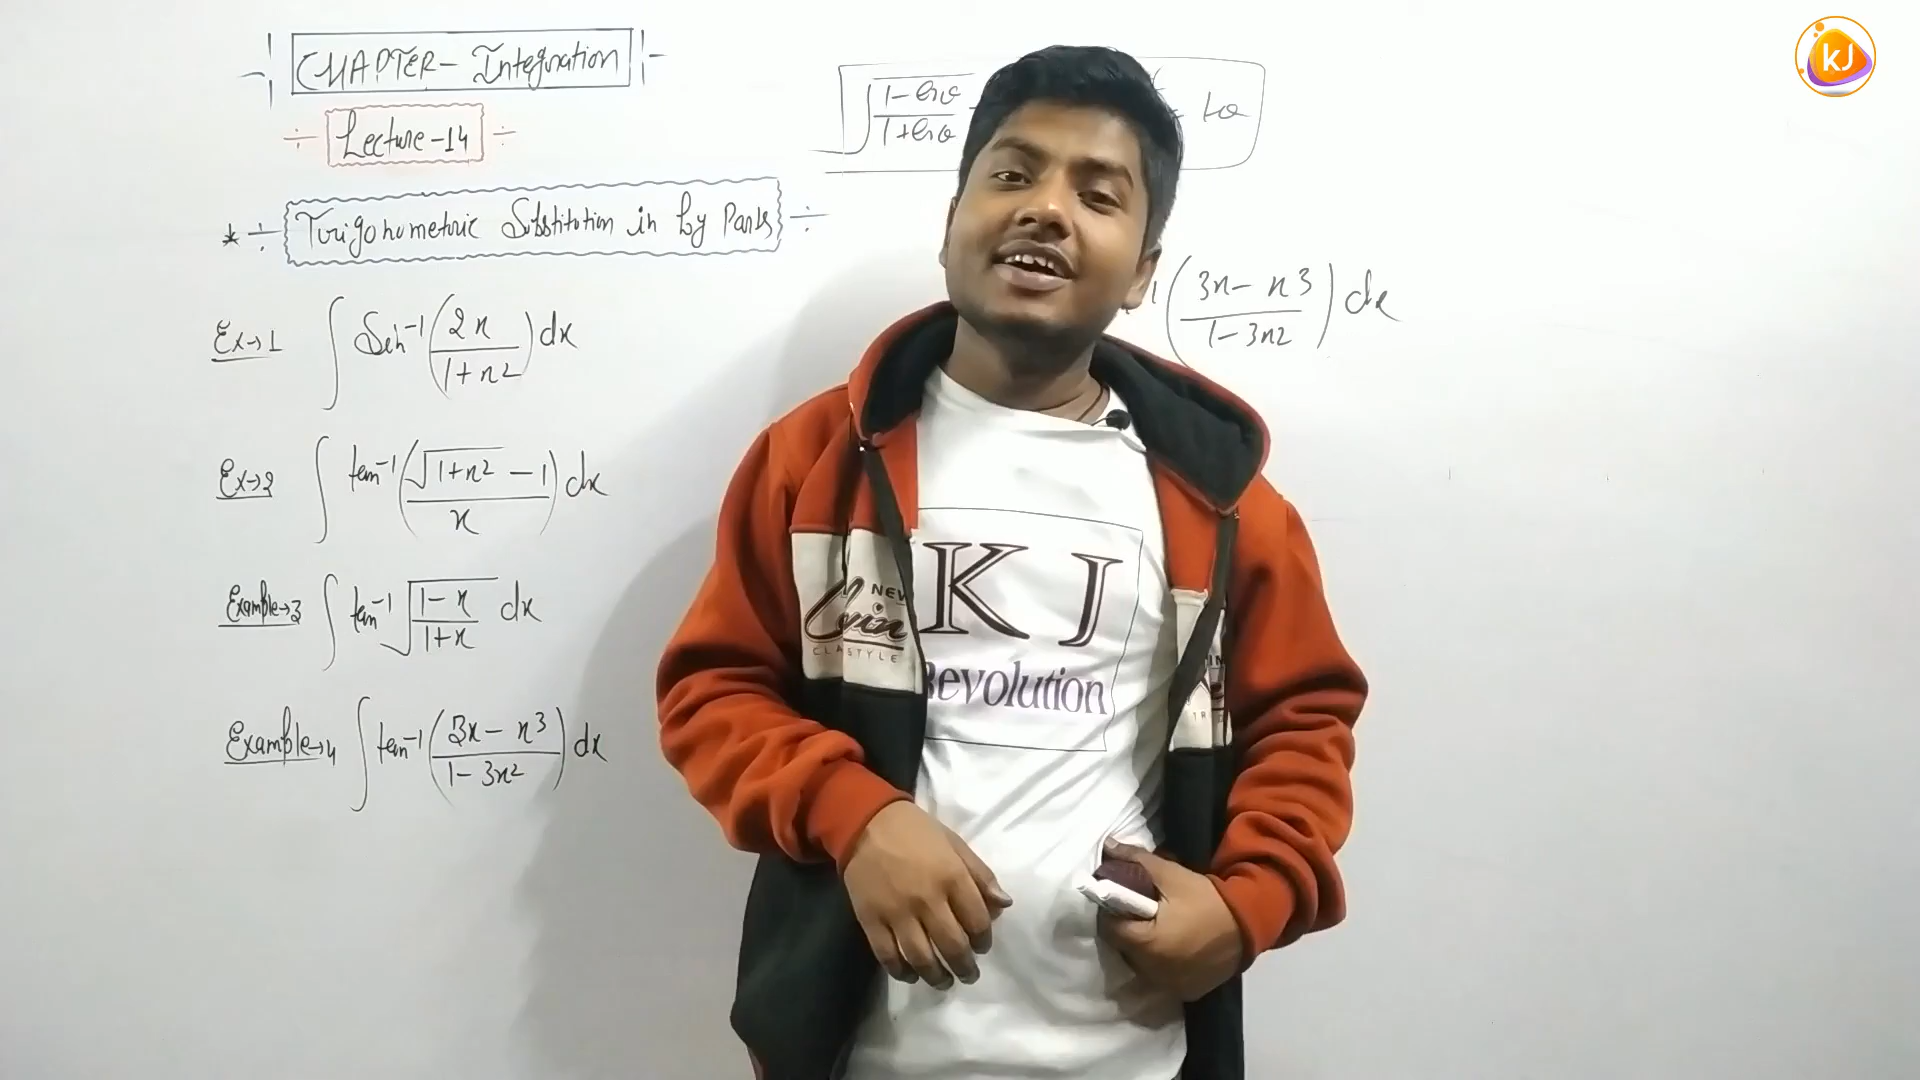 CHAPTER - Integration
Lecture-14
* Trigonometric Substitution in by Parts
Ex→1 ∫ Sin⁻¹(2x/1+x²) dx
Ex→2 ∫ tan⁻¹(√1+x² - 1/x) dx
Example→3 ∫ tan⁻¹√1-x/1+x dx
Example→4 ∫ tan⁻¹(3x-x³/1-3x²) dx
(3x-x3/1-3x2) dx
KJ
NEW
KJ
Revolution